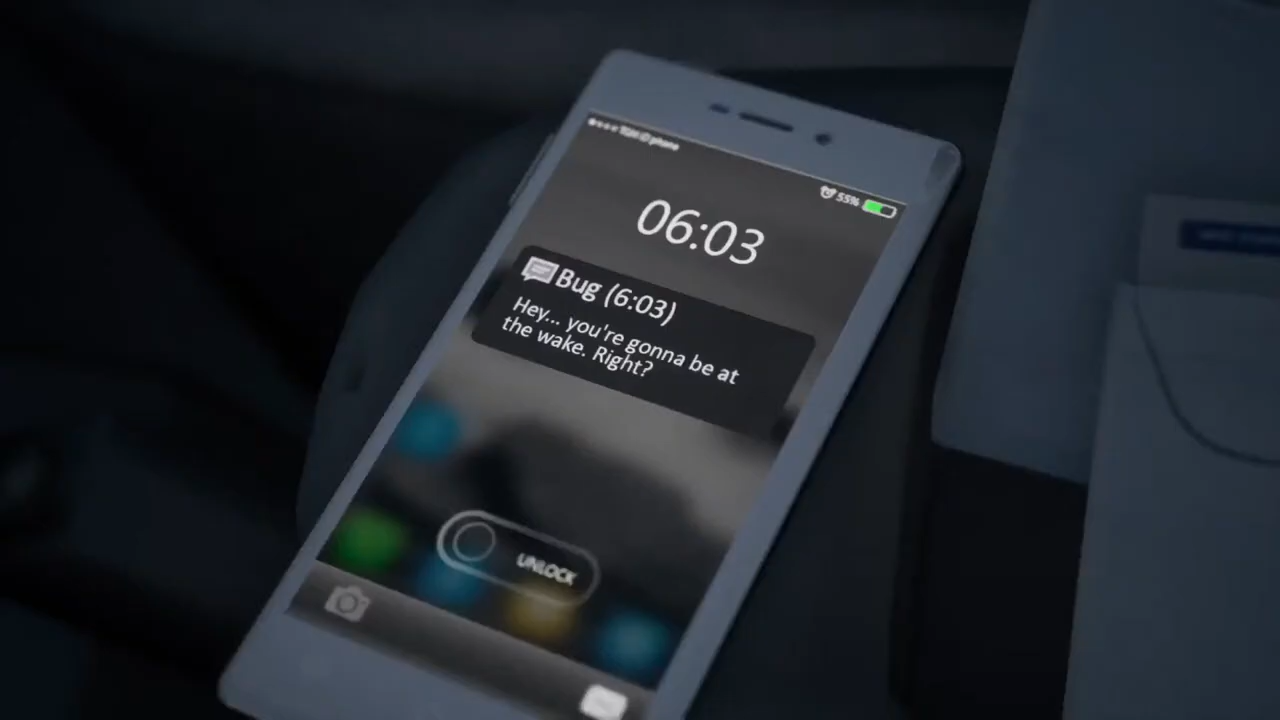 55%
06:03
Bug (6:03)
Hey... you're gonna be at
the wake. Right?
UNLOCK